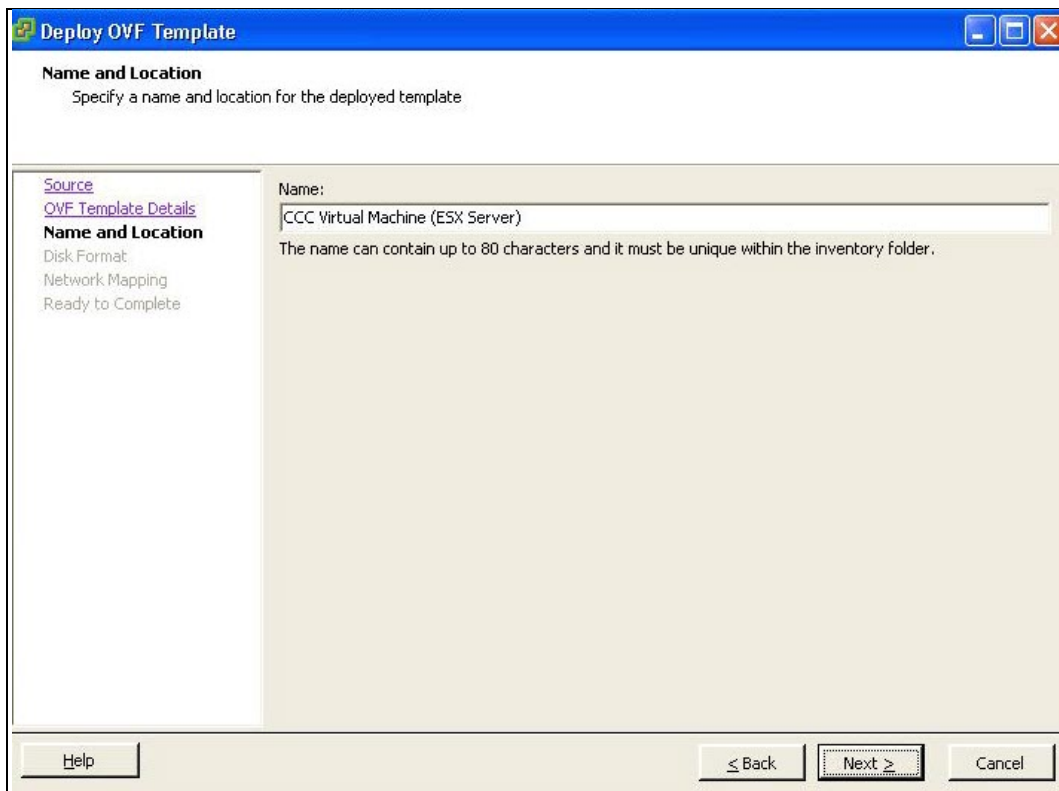 Deploy OVF Template
Name and Location
Specify a name and location for the deployed template
Source
OVF Template Details
Name and Location
Disk Format
Network Mapping
Ready to Complete
Name:
CCC Virtual Machine (ESX Server)
The name can contain up to 80 characters and it must be unique within the inventory folder.
Help
< Back
Next >
Cancel